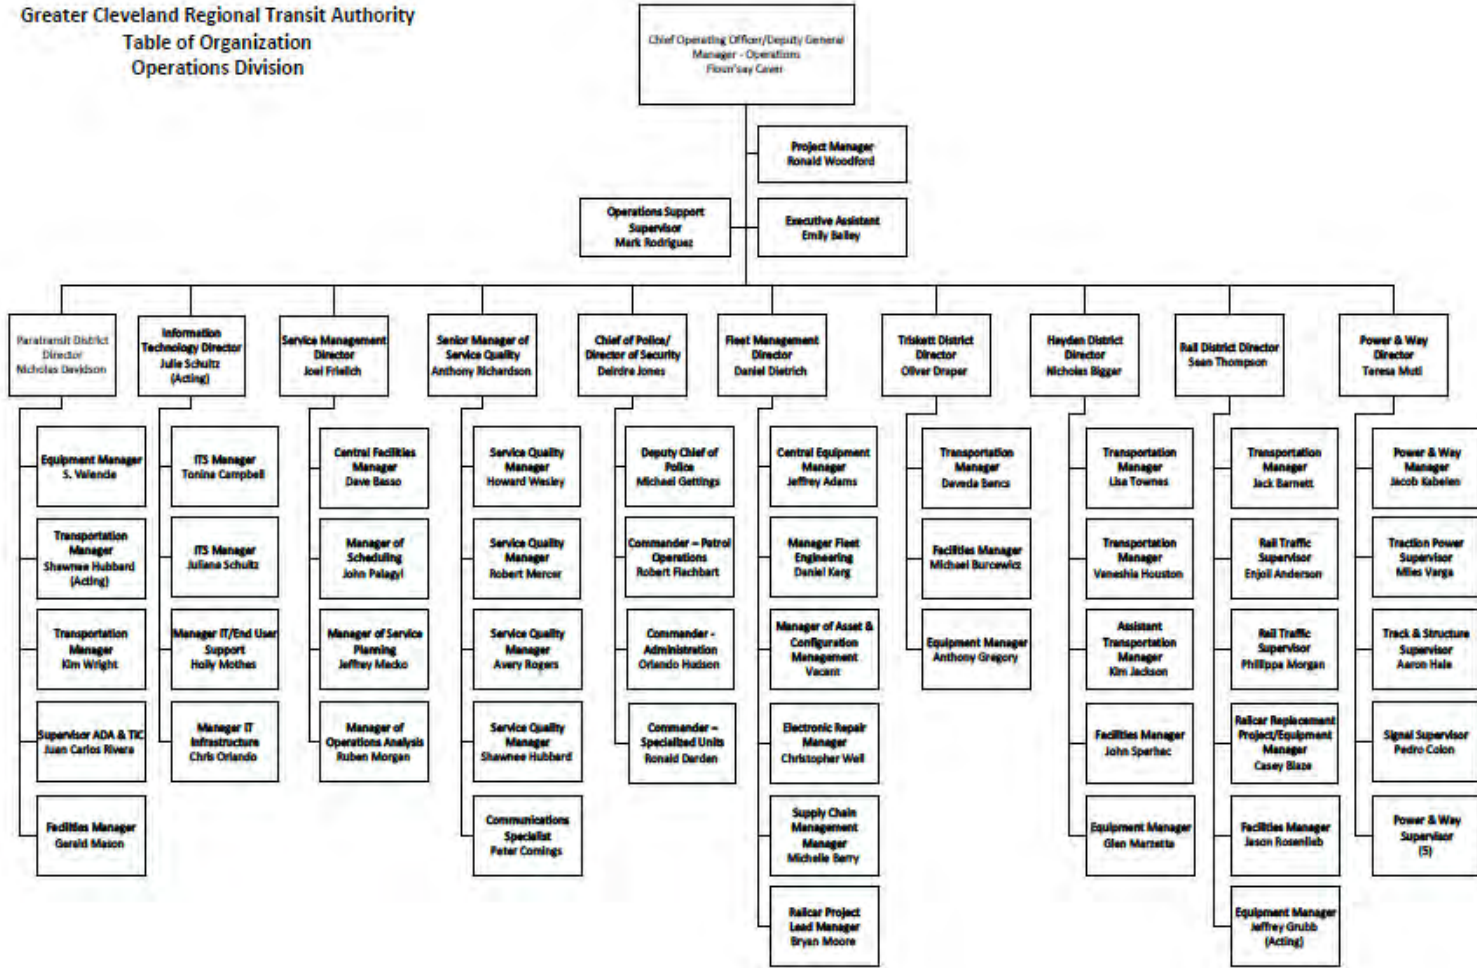 Greater Cleveland Regional Transit Authority
Table of Organization
Operations Division
Chief Operating Officer/Deputy General
Manager - Operations
Floun'say Caver
Project Manager
Ronald Woodford
Operations Support
Supervisor
Mark Rodriguez
Executive Assistant
Emily Bailey
Paratransit District
Director
Nicholas Davidson
Information
Technology Director
Julie Schultz
(Acting)
Service Management
Director
Joel Freilich
Senior Manager of
Service Quality
Anthony Richardson
Chief of Police/
Director of Security
Deirdre Jones
Fleet Management
Director
Daniel Dietrich
Triskett District
Director
Oliver Draper
Hayden District
Director
Nicholas Biggar
Rail District Director
Sean Thompson
Power & Way
Director
Teresa Muti
Equipment Manager
S. Valencia
Transportation
Manager
Shawnee Hubbard
(Acting)
Transportation
Manager
Kim Wright
Supervisor ADA & TIC
Juan Carlos Rivera
Facilities Manager
Gerald Mason
ITS Manager
Tonina Campbell
ITS Manager
Juliana Schultz
Manager IT/End User
Support
Holly Mothes
Manager IT
Infrastructure
Chris Orlando
Central Facilities
Manager
Dave Basso
Manager of
Scheduling
John Palagyi
Manager of Service
Planning
Jeffrey Macko
Manager of
Operations Analysis
Ruben Morgan
Service Quality
Manager
Howard Wesley
Service Quality
Manager
Robert Mercer
Service Quality
Manager
Avery Rogers
Service Quality
Manager
Shawnee Hubbard
Communications
Specialist
Peter Comings
Deputy Chief of
Police
Michael Gettings
Commander – Patrol
Operations
Robert Flachbart
Commander -
Administration
Orlando Hudson
Commander –
Specialized Units
Ronald Darden
Central Equipment
Manager
Jeffrey Adams
Manager Fleet
Engineering
Daniel Karg
Manager of Asset &
Configuration
Management
Vacant
Electronic Repair
Manager
Christopher Weil
Supply Chain
Management
Manager
Michelle Berry
Railcar Project
Lead Manager
Bryan Moore
Transportation
Manager
Daveda Bencs
Facilities Manager
Michael Burcewicz
Equipment Manager
Anthony Gregory
Transportation
Manager
Lisa Townes
Transportation
Manager
Vaneshia Houston
Assistant
Transportation
Manager
Kim Jackson
Facilities Manager
John Sperhac
Equipment Manager
Glen Marzetta
Transportation
Manager
Jack Barnett
Rail Traffic
Supervisor
Enjoli Anderson
Rail Traffic
Supervisor
Phillippa Morgan
Railcar Replacement
Project/Equipment
Manager
Casey Blaze
Facilities Manager
Jason Rosenlieb
Equipment Manager
Jeffrey Grubb
(Acting)
Power & Way
Manager
Jacob Kabelen
Traction Power
Supervisor
Miles Varga
Track & Structure
Supervisor
Aaron Hale
Signal Supervisor
Pedro Colon
Power & Way
Supervisor
(5)